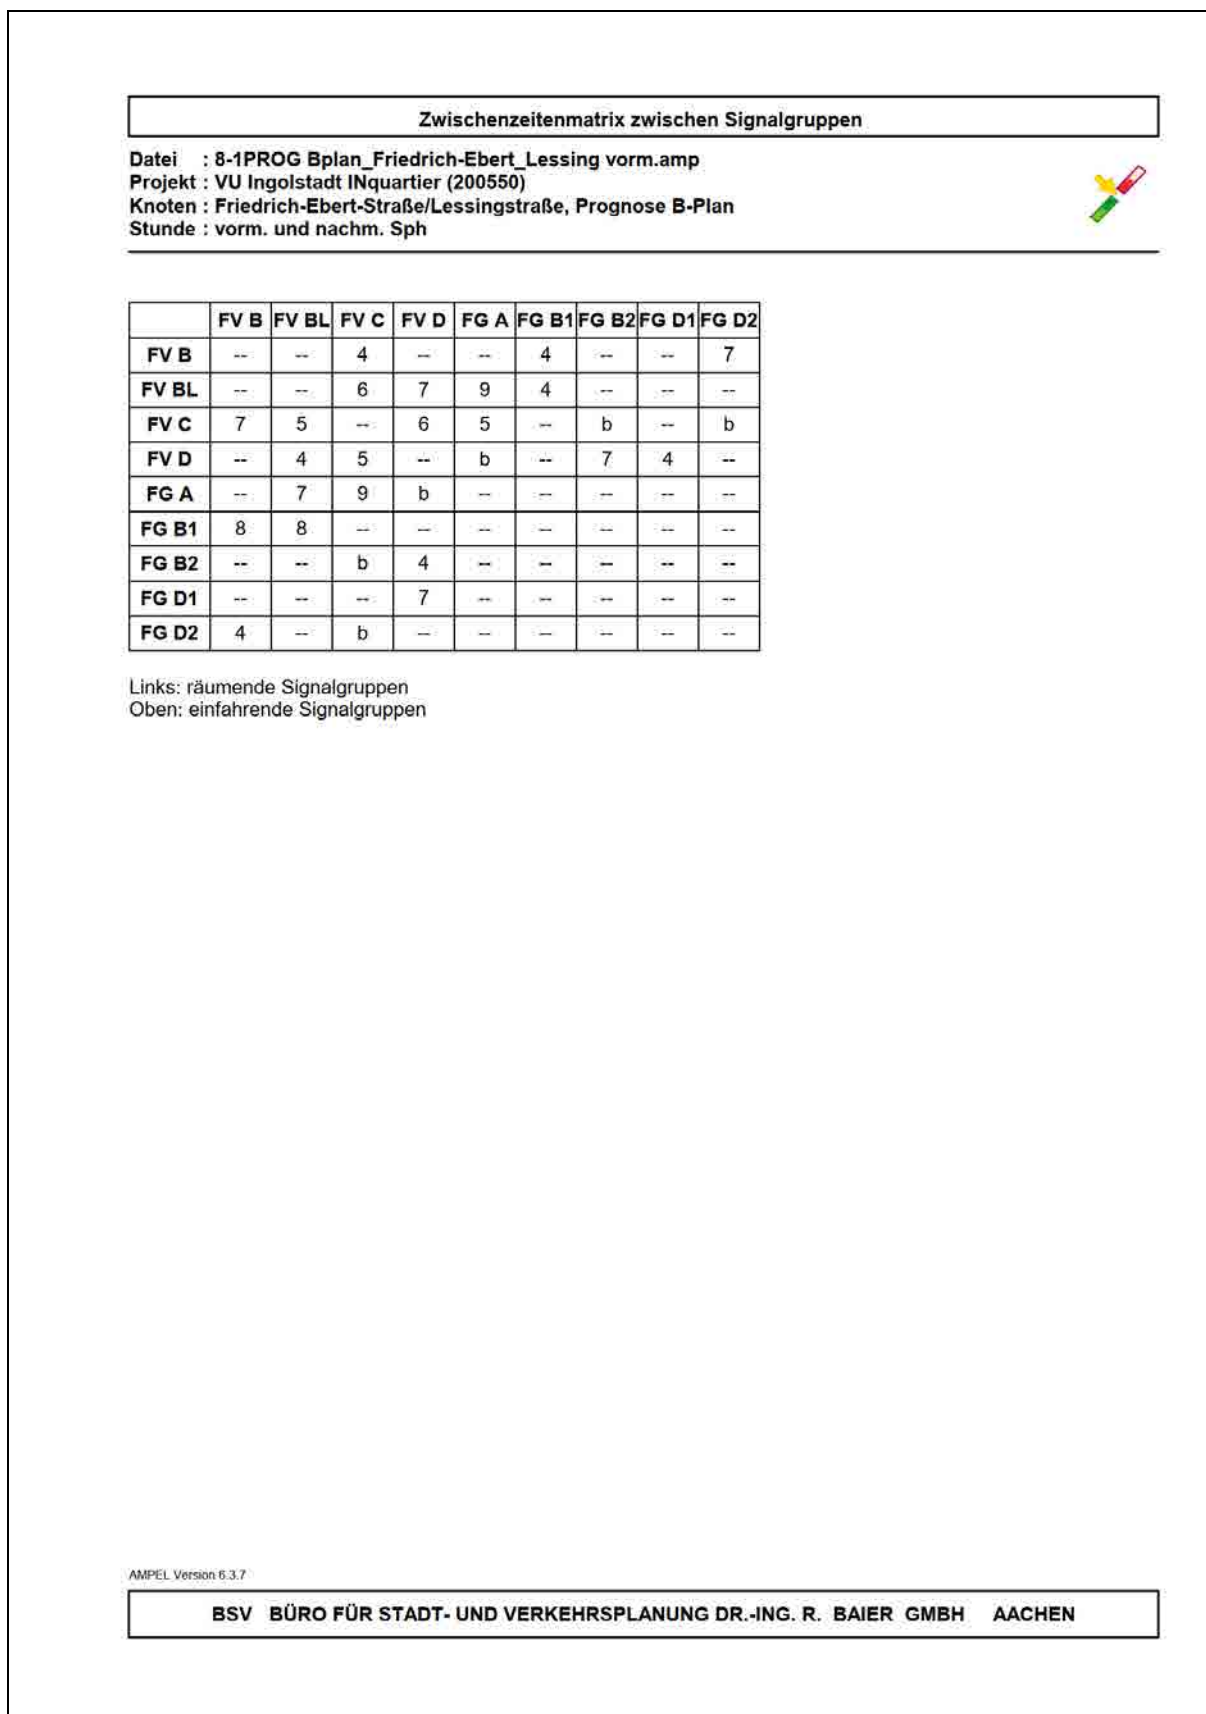 Zwischenzeitenmatrix zwischen Signalgruppen
Datei : 8-1PROG Bplan_Friedrich-Ebert_Lessing vorm.amp
Projekt : VU Ingolstadt INquartier (200550)
Knoten : Friedrich-Ebert-Straße/Lessingstraße, Prognose B-Plan
Stunde : vorm. und nachm. Sph
FV B FV BL FV C FV D FG A FG B1 FG B2 FG D1 FG D2
FV B -- -- 4 -- -- 4 -- -- 7
FV BL -- -- 6 7 9 4 -- -- --
FV C 7 5 -- 6 5 -- b -- b
FV D -- 4 5 -- b -- 7 4 --
FG A -- 7 9 b -- -- -- -- --
FG B1 8 8 -- -- -- -- -- -- --
FG B2 -- -- b 4 -- -- -- -- --
FG D1 -- -- -- 7 -- -- -- -- --
FG D2 4 -- b -- -- -- -- -- --
Links: räumende Signalgruppen
Oben: einfahrende Signalgruppen
AMPEL Version 6.3.7
BSV BÜRO FÜR STADT- UND VERKEHRSPLANUNG DR.-ING. R. BAIER GMBH AACHEN